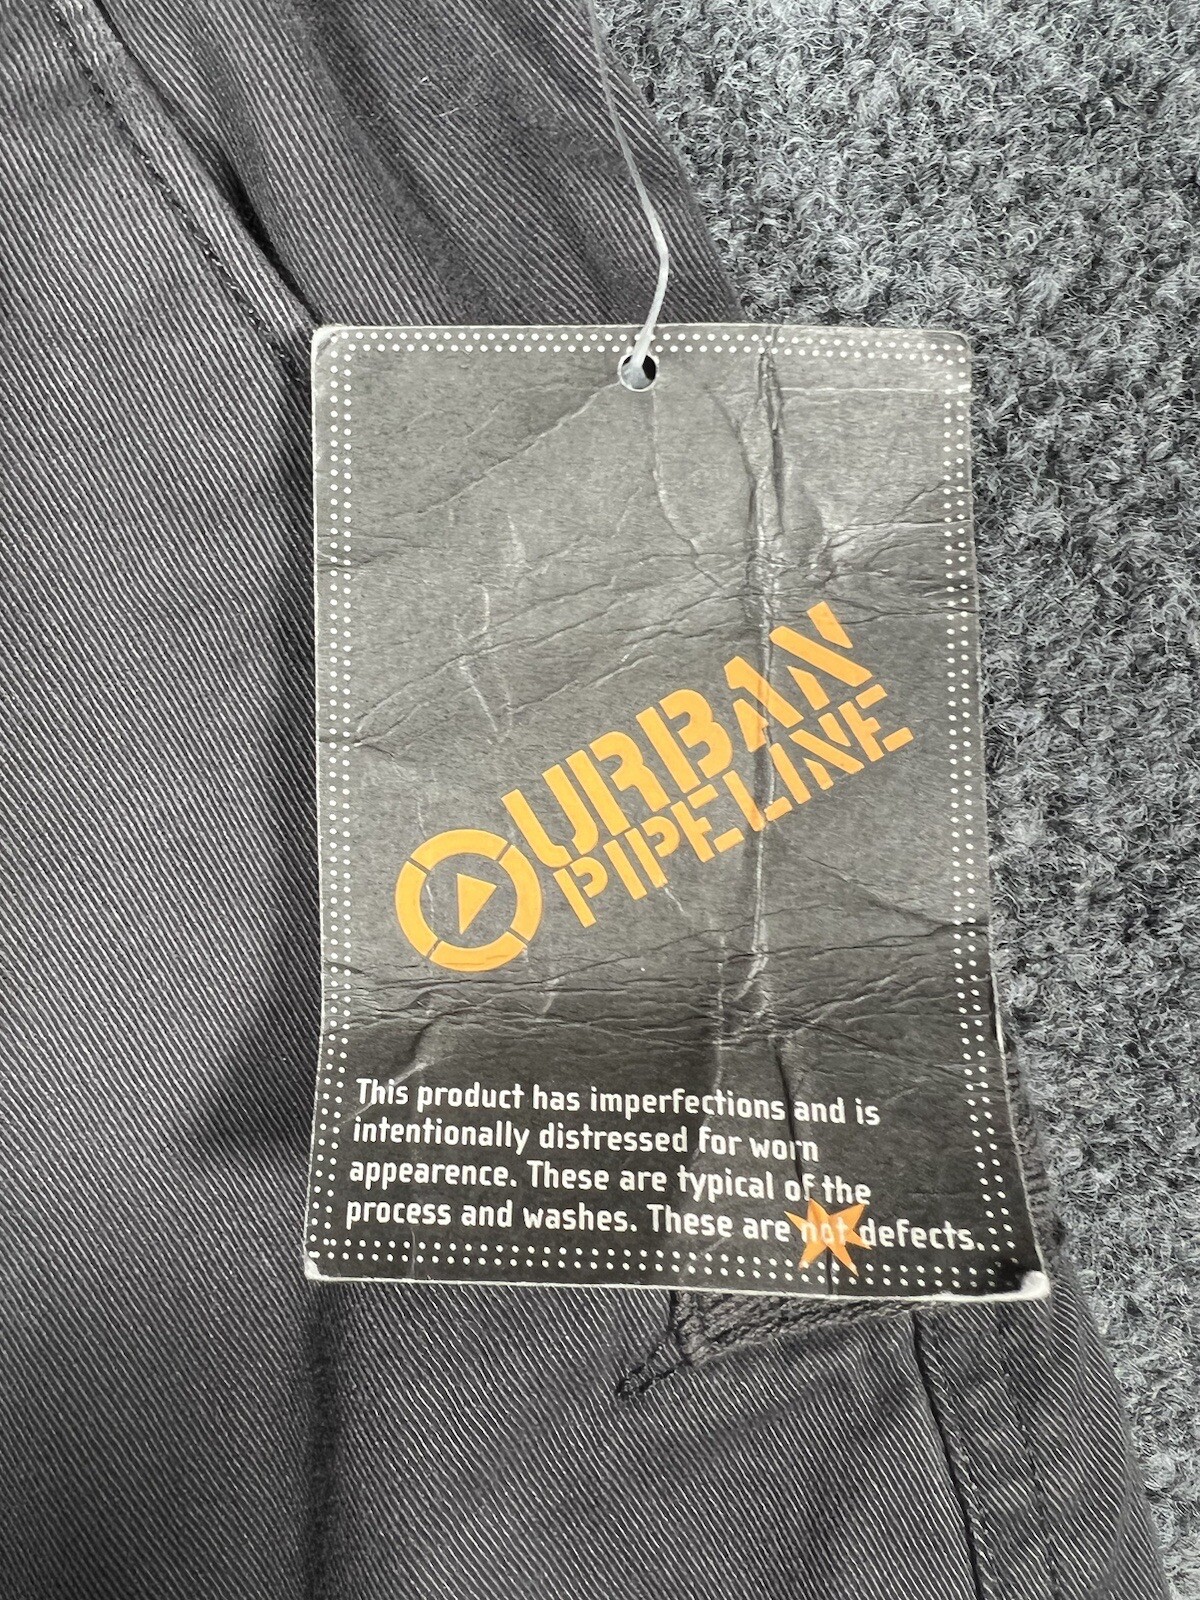 URBAN
PIPELINE
This product has imperfections and is
intentionally distressed for worn
appearence. These are typical of the
process and washes. These are not defects.